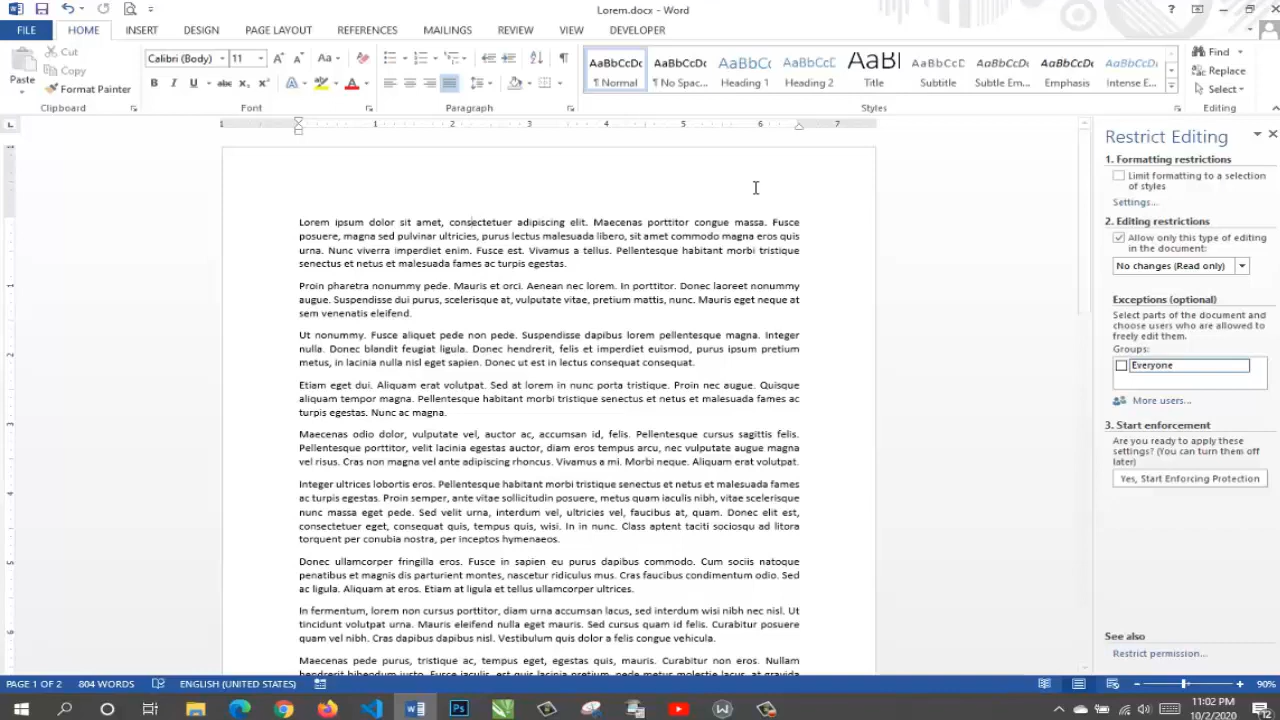 Lorem.docx - Word
FILE HOME INSERT DESIGN PAGE LAYOUT REFERENCES MAILINGS REVIEW VIEW DEVELOPER
Paste
Cut
Copy
Format Painter
Clipboard
Calibri (Body) 11
Font
Paragraph
AaBbCcDc AaBbCcDc AaBbCc AaBbCcC AaBl AaBbCcD AaBbCcDc AaBbCcDc AaBbCcDc
¶ Normal ¶ No Spac... Heading 1 Heading 2 Title Subtitle Subtle Em... Emphasis Intense E...
Styles
Find
Replace
Select
Editing
1 1 2 3 4 5 6 7
Lorem ipsum dolor sit amet, consectetuer adipiscing elit. Maecenas porttitor congue massa. Fusce
posuere, magna sed pulvinar ultricies, purus lectus malesuada libero, sit amet commodo magna eros quis
urna. Nunc viverra imperdiet enim. Fusce est. Vivamus a tellus. Pellentesque habitant morbi tristique
senectus et netus et malesuada fames ac turpis egestas.
Proin pharetra nonummy pede. Mauris et orci. Aenean nec lorem. In porttitor. Donec laoreet nonummy
augue. Suspendisse dui purus, scelerisque at, vulputate vitae, pretium mattis, nunc. Mauris eget neque at
sem venenatis eleifend.
Ut nonummy. Fusce aliquet pede non pede. Suspendisse dapibus lorem pellentesque magna. Integer
nulla. Donec blandit feugiat ligula. Donec hendrerit, felis et imperdiet euismod, purus ipsum pretium
metus, in lacinia nulla nisl eget sapien. Donec ut est in lectus consequat consequat.
Etiam eget dui. Aliquam erat volutpat. Sed at lorem in nunc porta tristique. Proin nec augue. Quisque
aliquam tempor magna. Pellentesque habitant morbi tristique senectus et netus et malesuada fames ac
turpis egestas. Nunc ac magna.
Maecenas odio dolor, vulputate vel, auctor ac, accumsan id, felis. Pellentesque cursus sagittis felis.
Pellentesque porttitor, velit lacinia egestas auctor, diam eros tempus arcu, nec vulputate augue magna
vel risus. Cras non magna vel ante adipiscing rhoncus. Vivamus a mi. Morbi neque. Aliquam erat volutpat.
Integer ultrices lobortis eros. Pellentesque habitant morbi tristique senectus et netus et malesuada fames
ac turpis egestas. Proin semper, ante vitae sollicitudin posuere, metus quam iaculis nibh, vitae scelerisque
nunc massa eget pede. Sed velit urna, interdum vel, ultricies vel, faucibus at, quam. Donec elit est,
consectetuer eget, consequat quis, tempus quis, wisi. In in nunc. Class aptent taciti sociosqu ad litora
torquent per conubia nostra, per inceptos hymenaeos.
Donec ullamcorper fringilla eros. Fusce in sapien eu purus dapibus commodo. Cum sociis natoque
penatibus et magnis dis parturient montes, nascetur ridiculus mus. Cras faucibus condimentum odio. Sed
ac ligula. Aliquam at eros. Etiam at ligula et tellus ullamcorper ultrices.
In fermentum, lorem non cursus porttitor, diam urna accumsan lacus, sed interdum wisi nibh nec nisl. Ut
tincidunt volutpat urna. Mauris eleifend nulla eget mauris. Sed cursus quam id felis. Curabitur posuere
quam vel nibh. Cras dapibus dapibus nisl. Vestibulum quis dolor a felis congue vehicula.
Maecenas pede purus, tristique ac, tempus eget, egestas quis, mauris. Curabitur non eros. Nullam
Restrict Editing
1. Formatting restrictions
Limit formatting to a selection
of styles
Settings...
2. Editing restrictions
Allow only this type of editing
in the document:
No changes (Read only)
Exceptions (optional)
Select parts of the document and
choose users who are allowed to
freely edit them.
Groups:
Everyone
More users...
3. Start enforcement
Are you ready to apply these
settings? (You can turn them off
later)
Yes, Start Enforcing Protection
See also
Restrict permission...
PAGE 1 OF 2 804 WORDS ENGLISH (UNITED STATES) 90%
11:02 PM
10/2/2020